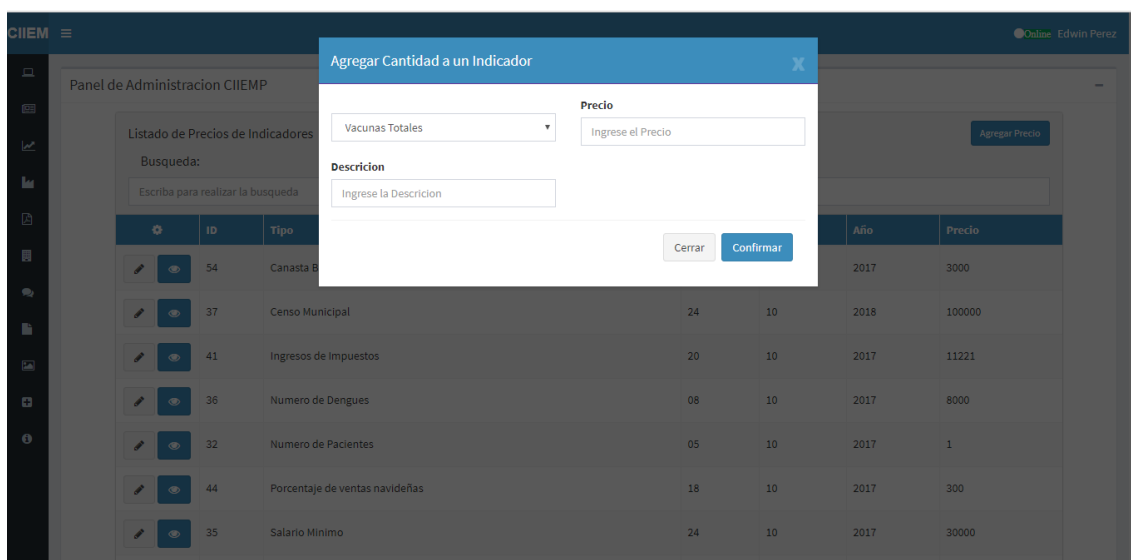 CIIEM
Online Edwin Perez
Agregar Cantidad a un Indicador
X
Panel de Administracion CIIEMP
Precio
Vacunas Totales
Ingrese el Precio
Listado de Precios de Indicadores
Agregar Precio
Busqueda:
Descricion
Escriba para realizar la busqueda
Ingrese la Descricion
ID Tipo Año Precio
Cerrar Confirmar
54 Canasta B 2017 3000
37 Censo Municipal 24 10 2018 100000
41 Ingresos de Impuestos 20 10 2017 11221
36 Numero de Dengues 08 10 2017 8000
32 Numero de Pacientes 05 10 2017 1
44 Porcentaje de ventas navideñas 18 10 2017 300
35 Salario Minimo 24 10 2017 30000